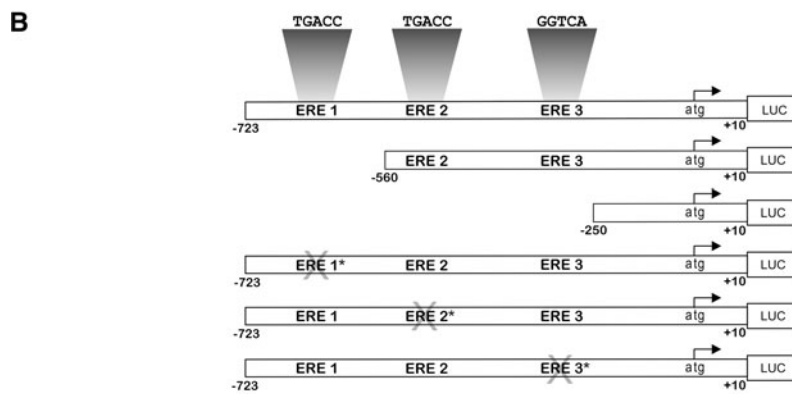 B
TGACC TGACC GGTCA
ERE 1 ERE 2 ERE 3 atg LUC
-723 +10
ERE 2 ERE 3 atg LUC
-560 +10
atg LUC
-250 +10
ERE 1* ERE 2 ERE 3 atg LUC
-723 +10
ERE 1 ERE 2* ERE 3 atg LUC
-723 +10
ERE 1 ERE 2 ERE 3* atg LUC
-723 +10